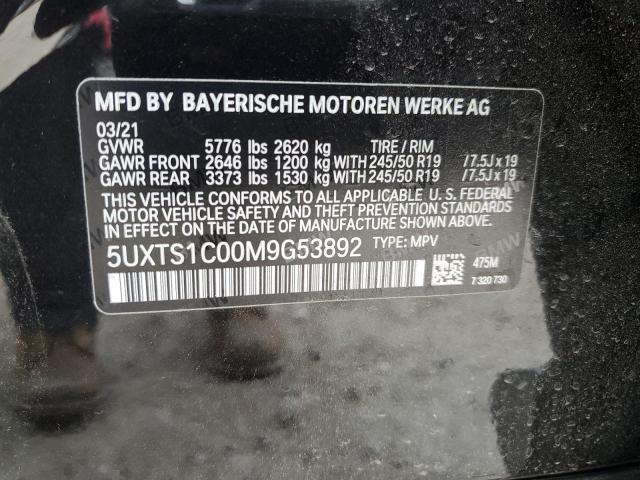 MFD BY BAYERISCHE MOTOREN WERKE AG
03/21
GVWR 5776 lbs 2620 kg TIRE / RIM
GAWR FRONT 2646 lbs 1200 kg WITH 245/50 R19 /7.5J x 19
GAWR REAR 3373 lbs 1530 kg WITH 245/50 R19 /7.5J x 19
THIS VEHICLE CONFORMS TO ALL APPLICABLE U. S. FEDERAL
MOTOR VEHICLE SAFETY AND THEFT PREVENTION STANDARDS
IN EFFECT ON THE DATE OF MANUFACTURE SHOWN ABOVE.
5UXTS1C00M9G53892 TYPE: MPV
475M
7 320 730